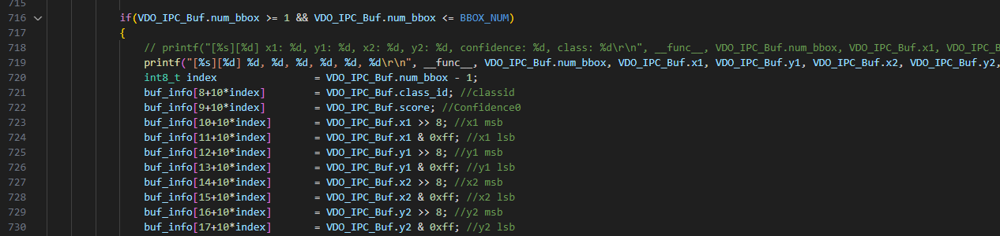 715
716 if(VDO_IPC_Buf.num_bbox >= 1 && VDO_IPC_Buf.num_bbox <= BBOX_NUM)
717 {
718 // printf("[%s][%d] x1: %d, y1: %d, x2: %d, y2: %d, confidence: %d, class: %d\r\n", __func__, VDO_IPC_Buf.num_bbox, VDO_IPC_Buf.x1, VDO_IPC_B
719 printf("[%s][%d] %d, %d, %d, %d, %d, %d\r\n", __func__, VDO_IPC_Buf.num_bbox, VDO_IPC_Buf.x1, VDO_IPC_Buf.y1, VDO_IPC_Buf.x2, VDO_IPC_Buf.y2,
720 int8_t index = VDO_IPC_Buf.num_bbox - 1;
721 buf_info[8+10*index] = VDO_IPC_Buf.class_id; //classid
722 buf_info[9+10*index] = VDO_IPC_Buf.score; //Confidence0
723 buf_info[10+10*index] = VDO_IPC_Buf.x1 >> 8; //x1 msb
724 buf_info[11+10*index] = VDO_IPC_Buf.x1 & 0xff; //x1 lsb
725 buf_info[12+10*index] = VDO_IPC_Buf.y1 >> 8; //y1 msb
726 buf_info[13+10*index] = VDO_IPC_Buf.y1 & 0xff; //y1 lsb
727 buf_info[14+10*index] = VDO_IPC_Buf.x2 >> 8; //x2 msb
728 buf_info[15+10*index] = VDO_IPC_Buf.x2 & 0xff; //x2 lsb
729 buf_info[16+10*index] = VDO_IPC_Buf.y2 >> 8; //y2 msb
730 buf_info[17+10*index] = VDO_IPC_Buf.y2 & 0xff; //y2 lsb